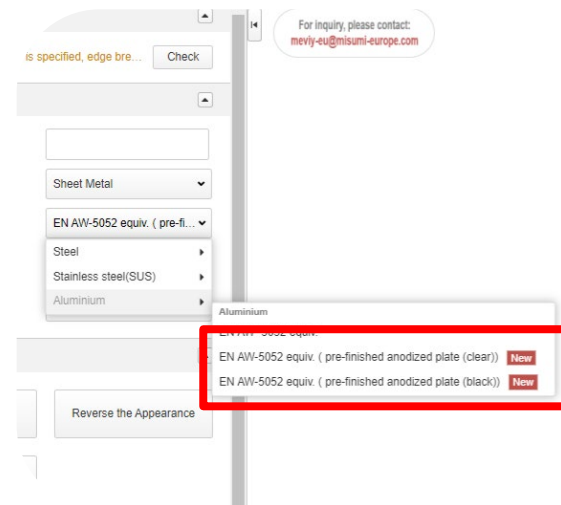 For inquiry, please contact:
meviy-eu@misumi-europe.com
is specified, edge bre... Check
Sheet Metal
EN AW-5052 equiv. ( pre-fi...
Steel
Stainless steel(SUS)
Aluminium
Aluminium
EN AW-5052 equiv.
EN AW-5052 equiv. ( pre-finished anodized plate (clear)) New
EN AW-5052 equiv. ( pre-finished anodized plate (black)) New
Reverse the Appearance